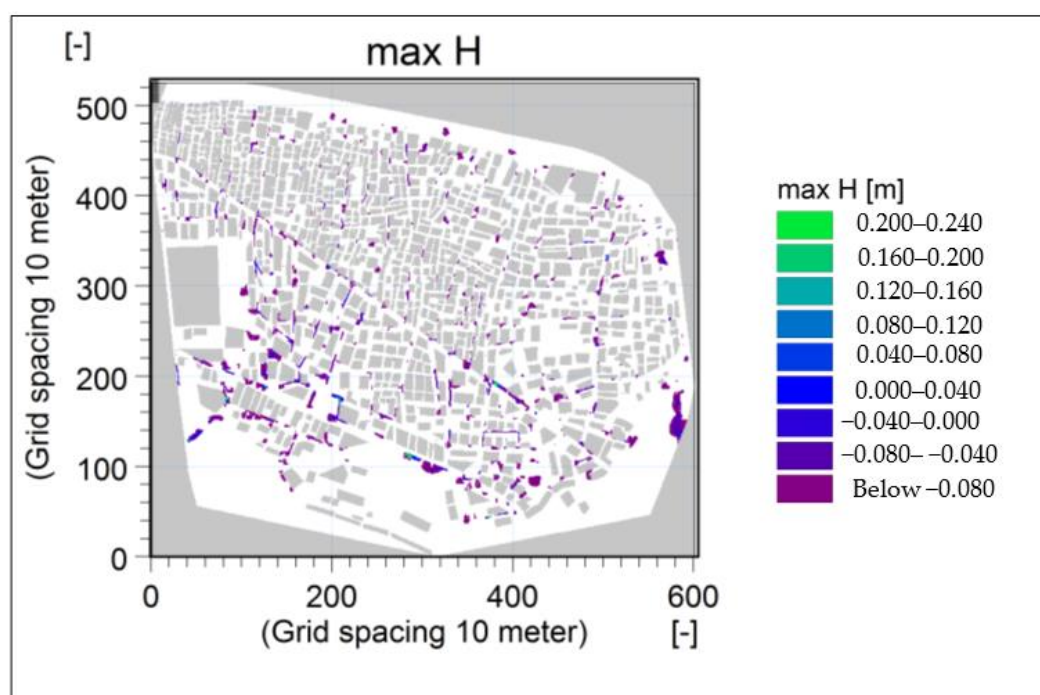 [-]
max H
500
400
300
200
100
0
(Grid spacing 10 meter)
0 200 400 600
(Grid spacing 10 meter) [-]
max H [m]
0.200–0.240
0.160–0.200
0.120–0.160
0.080–0.120
0.040–0.080
0.000–0.040
−0.040–0.000
−0.080– −0.040
Below −0.080